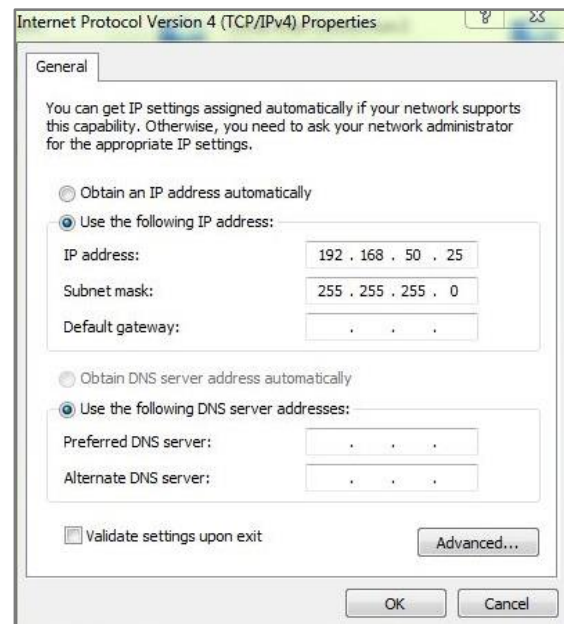 Internet Protocol Version 4 (TCP/IPv4) Properties
General
You can get IP settings assigned automatically if your network supports
this capability. Otherwise, you need to ask your network administrator
for the appropriate IP settings.
Obtain an IP address automatically
Use the following IP address:
IP address: 192 . 168 . 50 . 25
Subnet mask: 255 . 255 . 255 . 0
Default gateway: . . .
Obtain DNS server address automatically
Use the following DNS server addresses:
Preferred DNS server: . . .
Alternate DNS server: . . .
Validate settings upon exit
Advanced...
OK Cancel